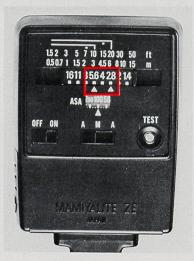 1.5 2 3 5 7 10 15 20 30 50 ft
0.5 0.7 1 1.5 2 3 4.5 6 8 10 15 m
16 11 8 5.6 4 2.8 2 1.4
ASA 100
OFF ON A M A TEST
MAMIYALITE ZE
JAPAN